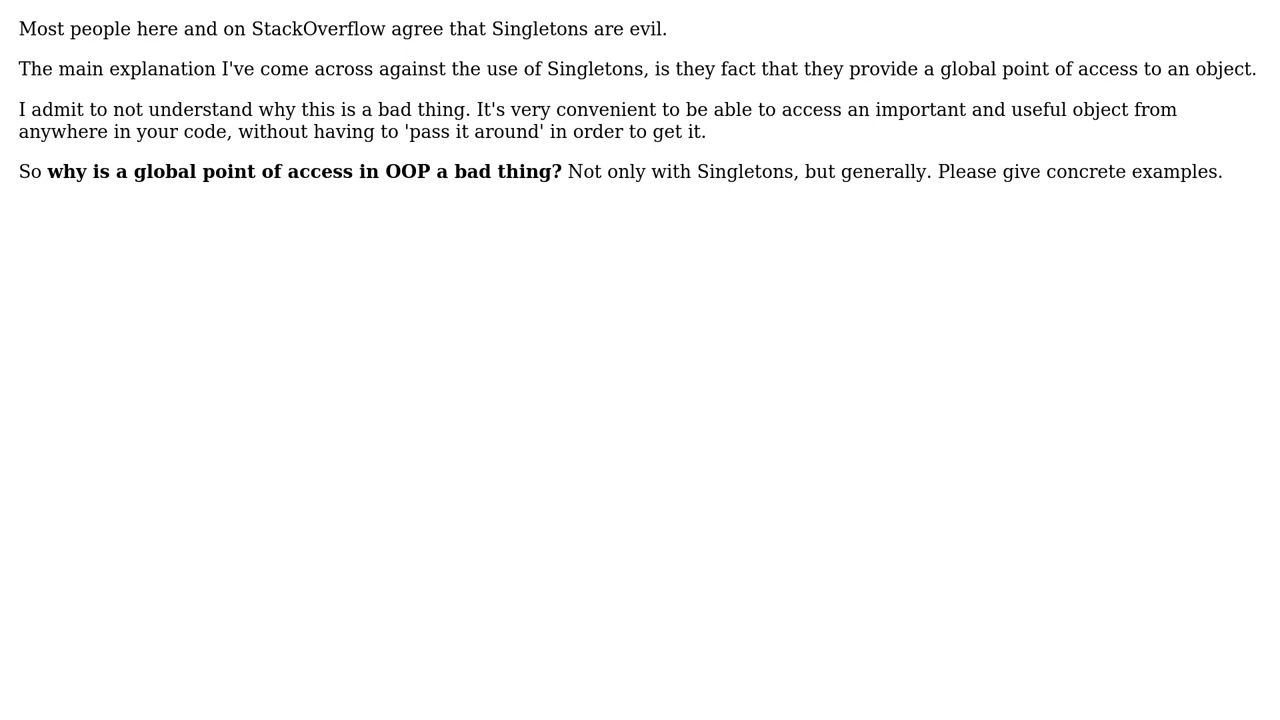 Most people here and on StackOverflow agree that Singletons are evil.
The main explanation I've come across against the use of Singletons, is they fact that they provide a global point of access to an object.
I admit to not understand why this is a bad thing. It's very convenient to be able to access an important and useful object from
anywhere in your code, without having to 'pass it around' in order to get it.
So why is a global point of access in OOP a bad thing? Not only with Singletons, but generally. Please give concrete examples.